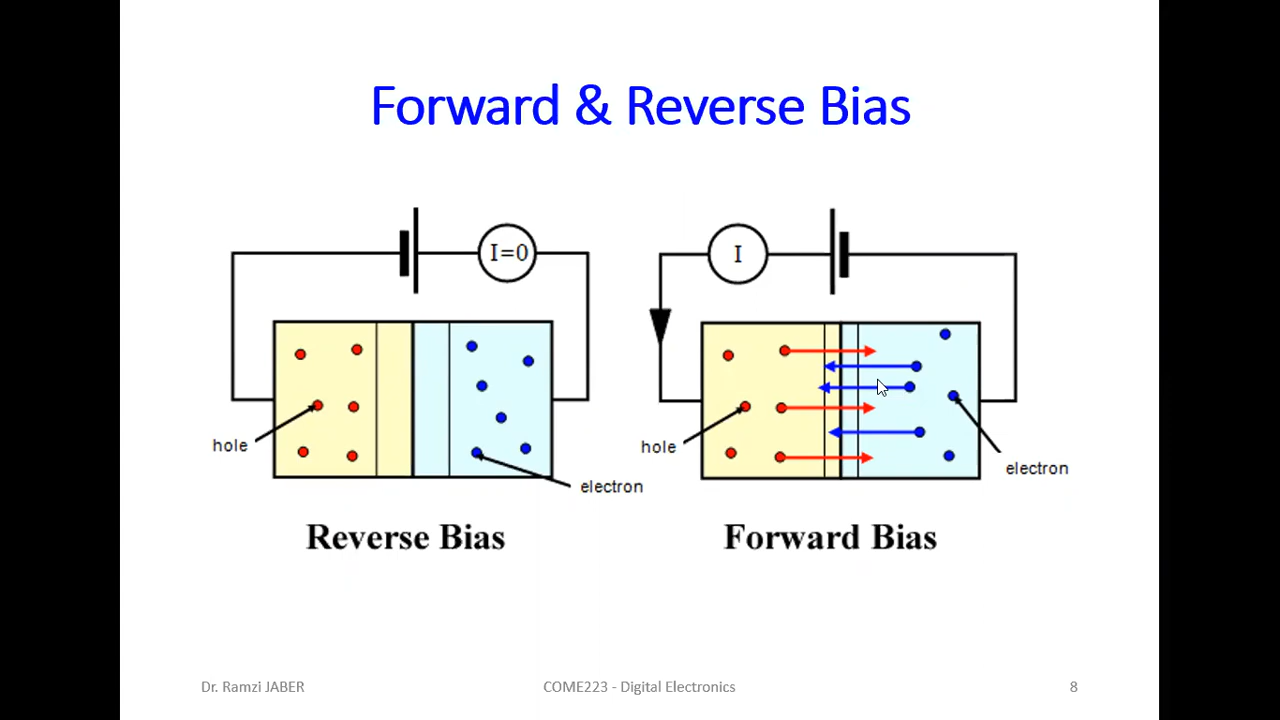 Forward & Reverse Bias
I=0
I
hole
electron
hole
electron
Reverse Bias
Forward Bias
Dr. Ramzi JABER
COME223 - Digital Electronics
8